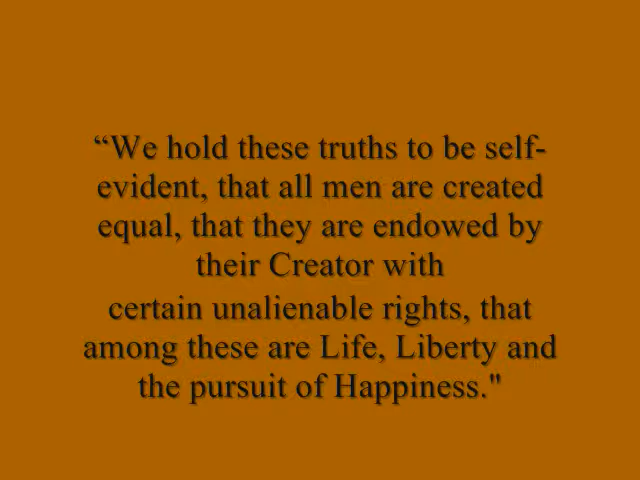 “We hold these truths to be self-
evident, that all men are created
equal, that they are endowed by
their Creator with
certain unalienable rights, that
among these are Life, Liberty and
the pursuit of Happiness."